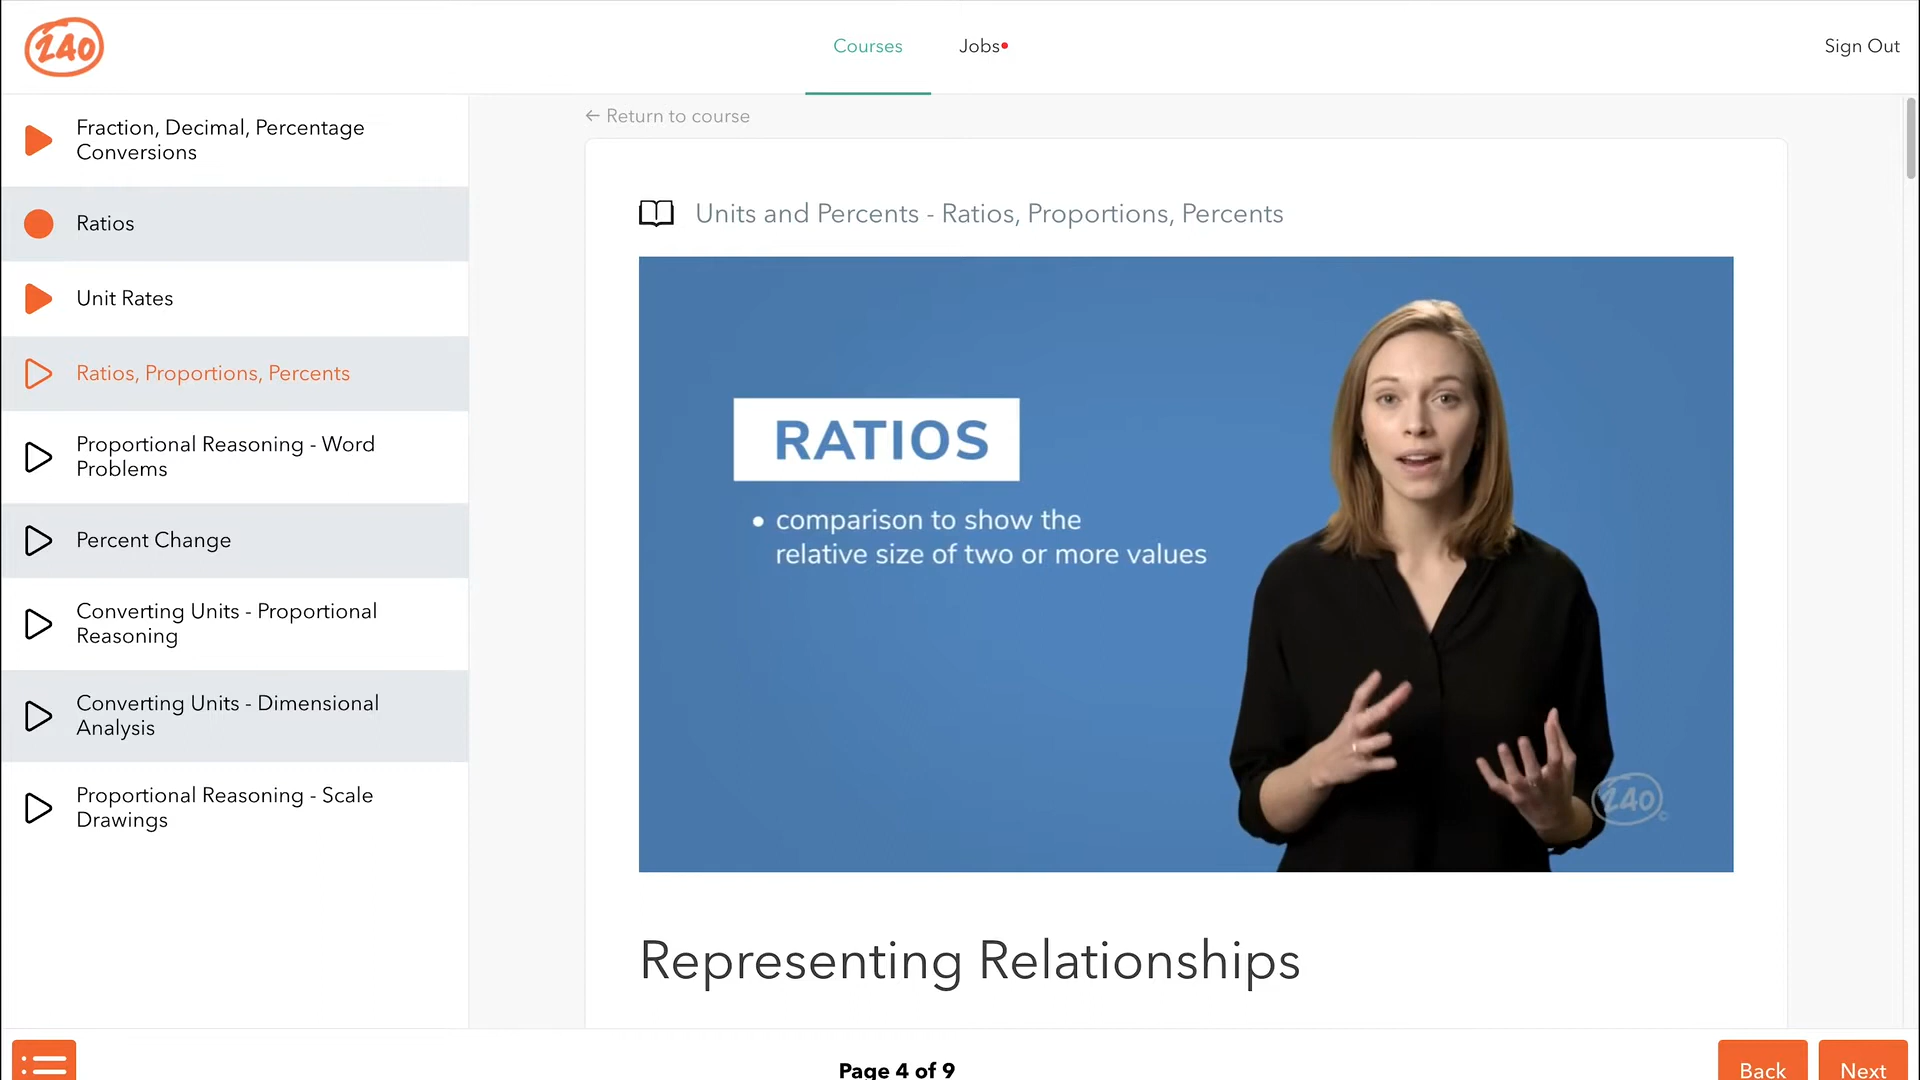 240
Courses
Jobs
Sign Out
Fraction, Decimal, Percentage
Conversions
Ratios
Unit Rates
Ratios, Proportions, Percents
Proportional Reasoning - Word
Problems
Percent Change
Converting Units - Proportional
Reasoning
Converting Units - Dimensional
Analysis
Proportional Reasoning - Scale
Drawings
← Return to course
Units and Percents - Ratios, Proportions, Percents
RATIOS
• comparison to show the
relative size of two or more values
240
©
Representing Relationships
Page 4 of 9
Back
Next